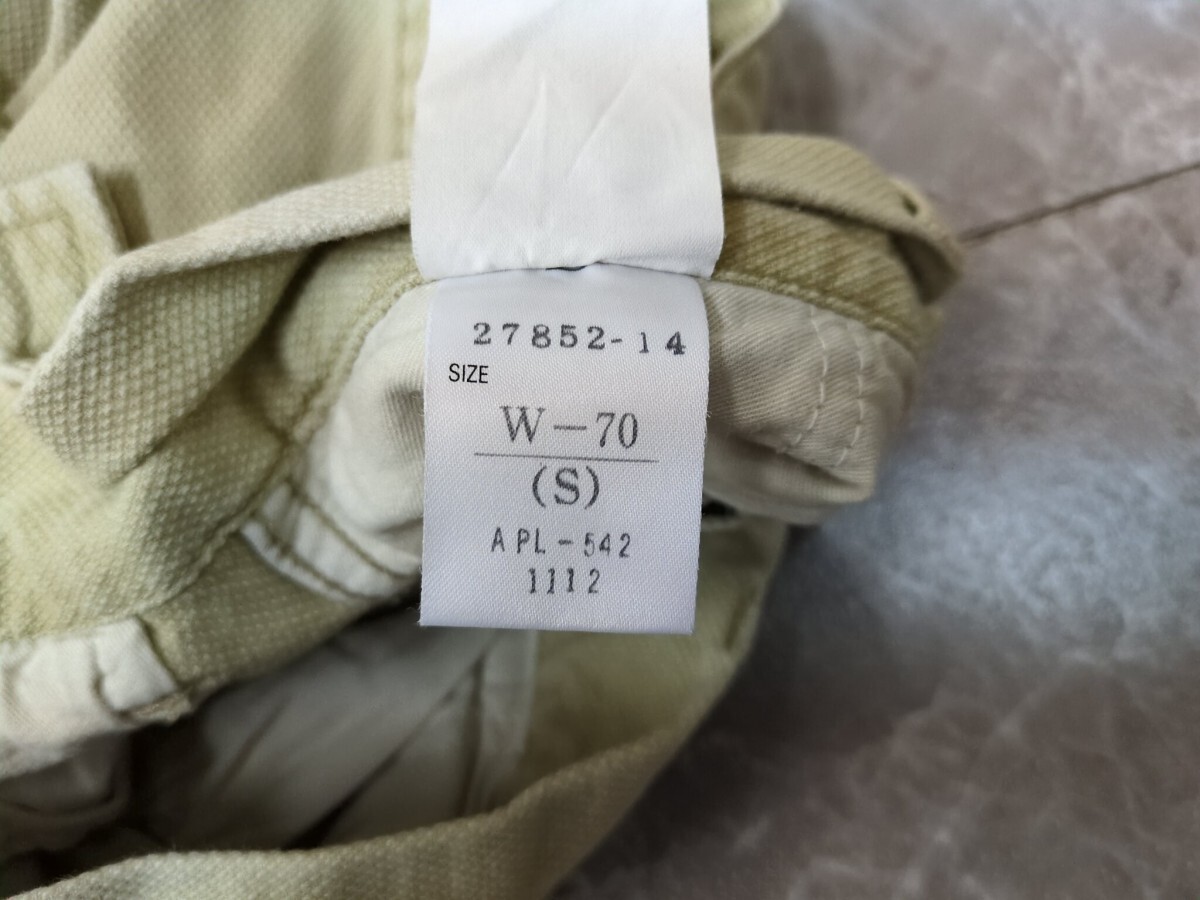 27852-14
SIZE
W-70
(S)
APL-542
1112